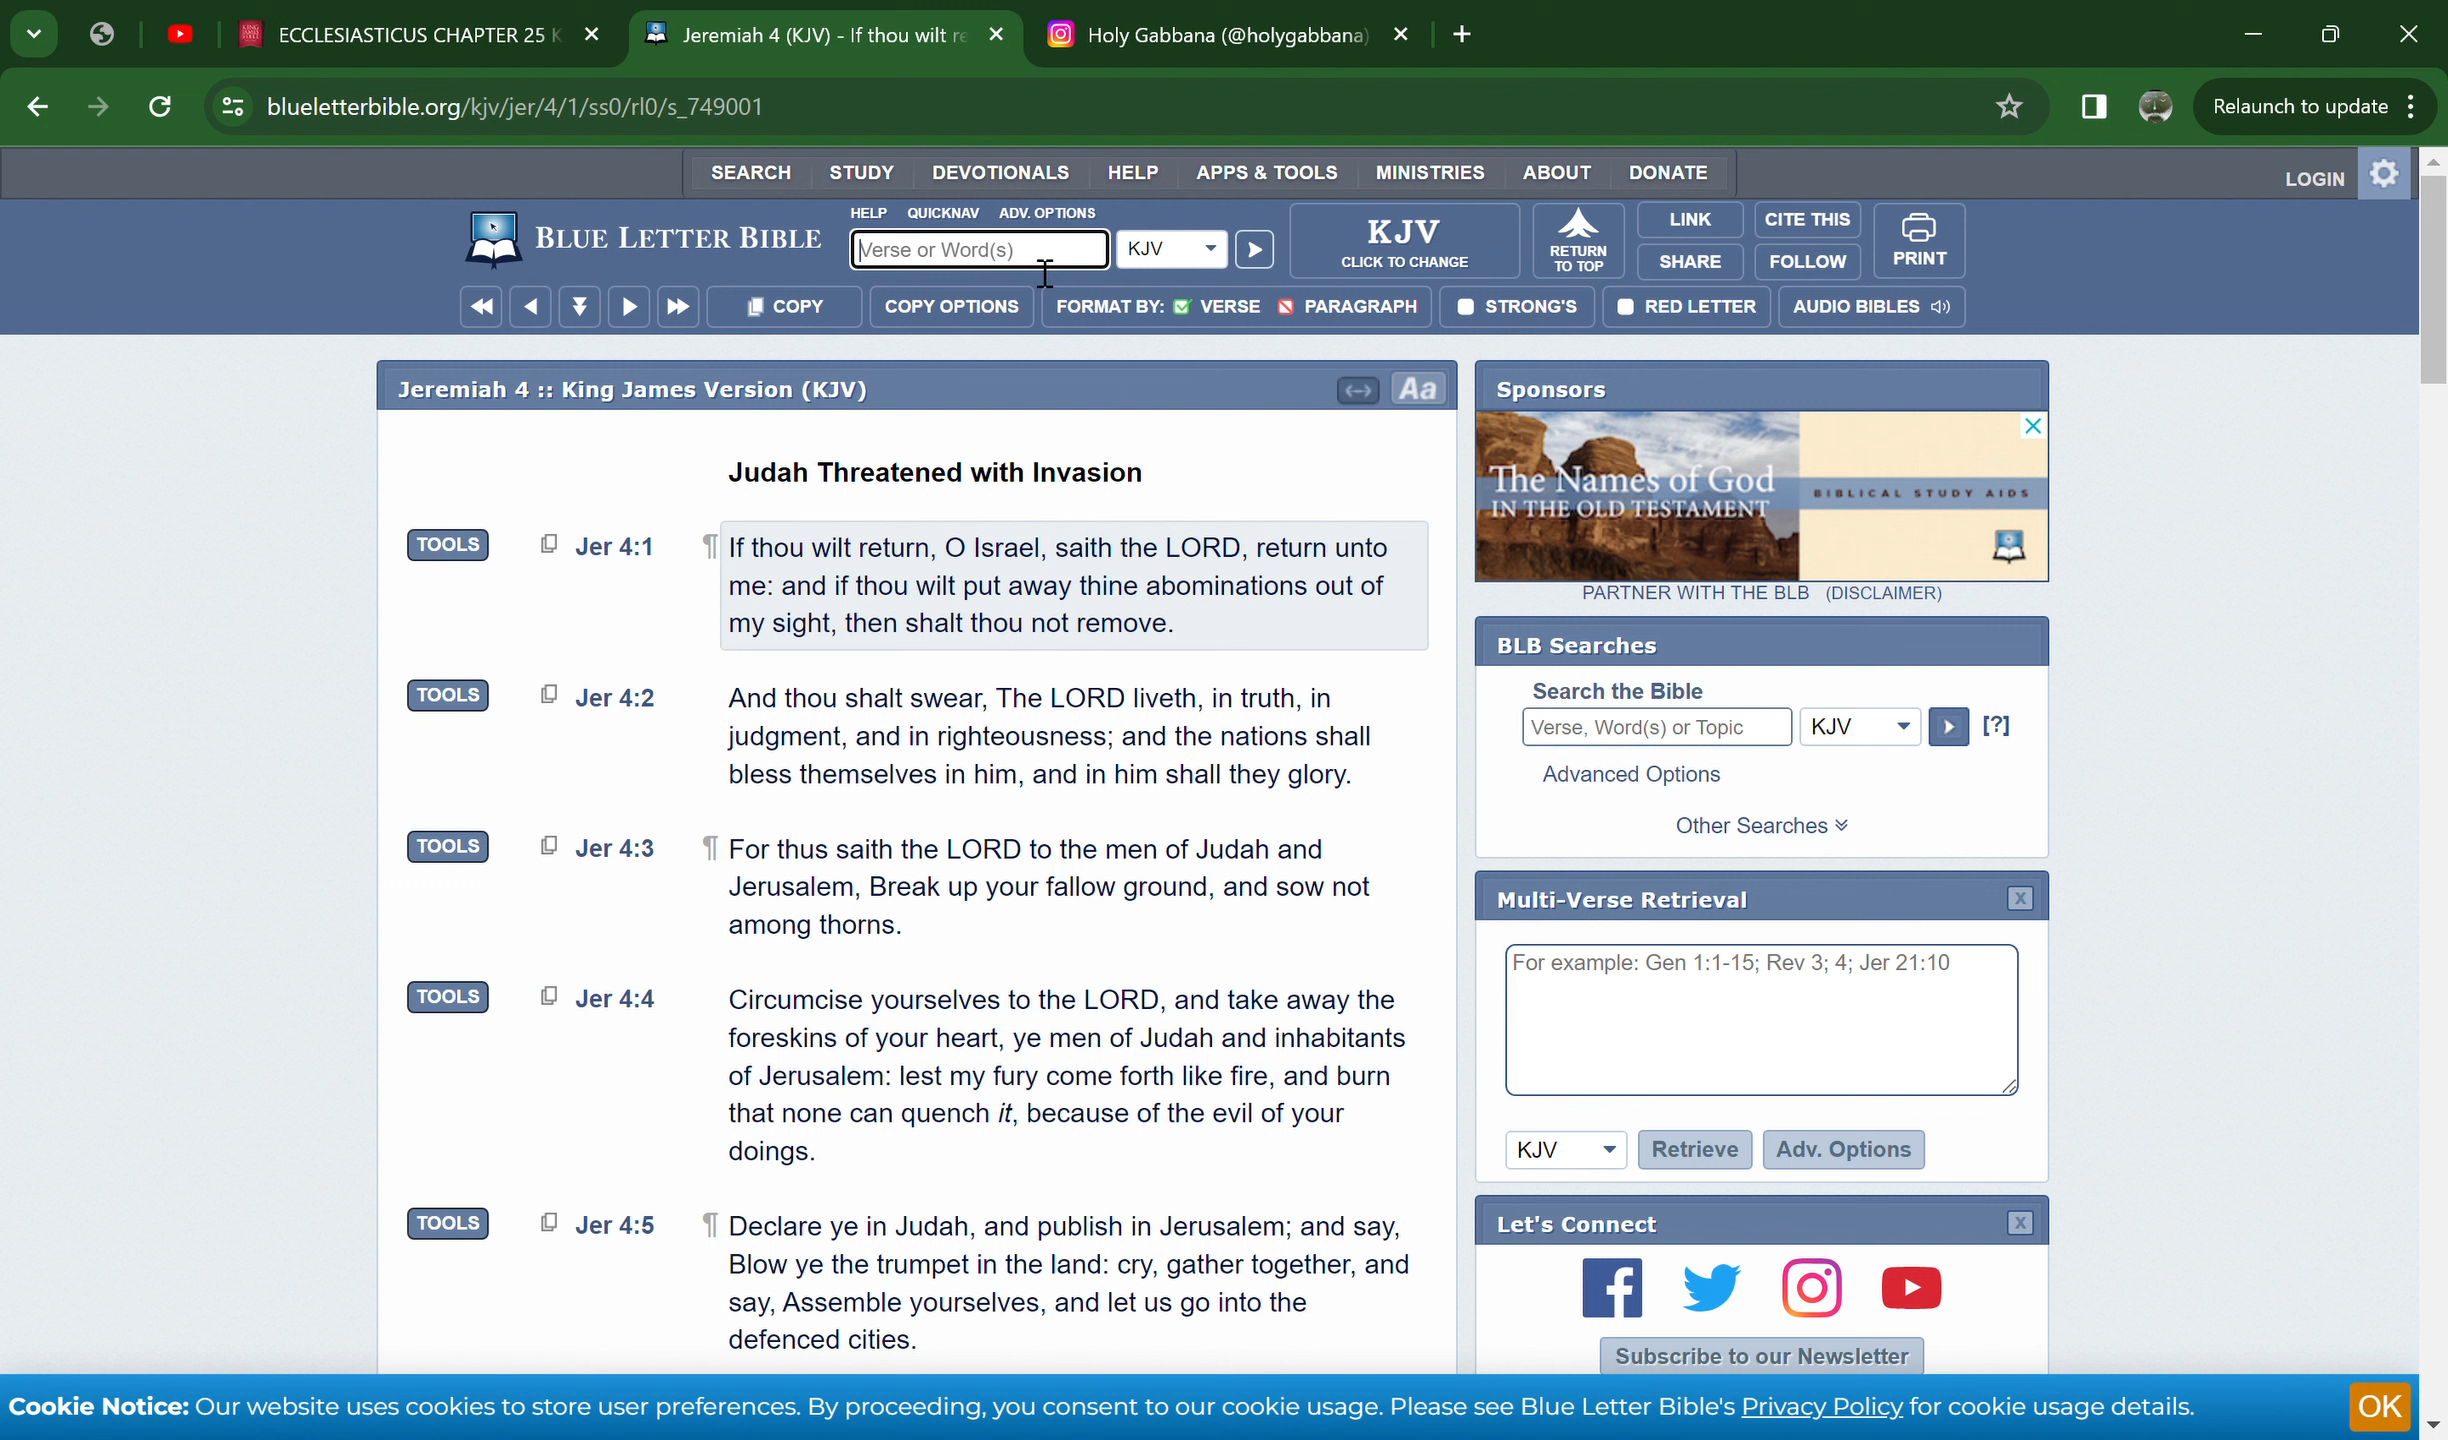 ECCLESIASTICUS CHAPTER 25 K
Jeremiah 4 (KJV) - If thou wilt re
Holy Gabbana (@holygabbana)
blueletterbible.org/kjv/jer/4/1/ss0/rl0/s_749001
Relaunch to update
SEARCH STUDY DEVOTIONALS HELP APPS & TOOLS MINISTRIES ABOUT DONATE
LOGIN
BLUE LETTER BIBLE
HELP QUICKNAV ADV. OPTIONS
Verse or Word(s)
KJV
KJV
CLICK TO CHANGE
RETURN
TO TOP
LINK CITE THIS
SHARE FOLLOW
PRINT
COPY COPY OPTIONS FORMAT BY: VERSE PARAGRAPH STRONG'S RED LETTER AUDIO BIBLES
Jeremiah 4 :: King James Version (KJV)
Aa
Judah Threatened with Invasion
TOOLS Jer 4:1 ¶ If thou wilt return, O Israel, saith the LORD, return unto
me: and if thou wilt put away thine abominations out of
my sight, then shalt thou not remove.
TOOLS Jer 4:2 And thou shalt swear, The LORD liveth, in truth, in
judgment, and in righteousness; and the nations shall
bless themselves in him, and in him shall they glory.
TOOLS Jer 4:3 ¶ For thus saith the LORD to the men of Judah and
Jerusalem, Break up your fallow ground, and sow not
among thorns.
TOOLS Jer 4:4 Circumcise yourselves to the LORD, and take away the
foreskins of your heart, ye men of Judah and inhabitants
of Jerusalem: lest my fury come forth like fire, and burn
that none can quench it, because of the evil of your
doings.
TOOLS Jer 4:5 ¶ Declare ye in Judah, and publish in Jerusalem; and say,
Blow ye the trumpet in the land: cry, gather together, and
say, Assemble yourselves, and let us go into the
defenced cities.
Sponsors
The Names of God
IN THE OLD TESTAMENT
BIBLICAL STUDY AIDS
PARTNER WITH THE BLB (DISCLAIMER)
BLB Searches
Search the Bible
Verse, Word(s) or Topic
KJV
[?]
Advanced Options
Other Searches
Multi-Verse Retrieval
X
For example: Gen 1:1-15; Rev 3; 4; Jer 21:10
KJV
Retrieve
Adv. Options
Let's Connect
X
Subscribe to our Newsletter
Cookie Notice: Our website uses cookies to store user preferences. By proceeding, you consent to our cookie usage. Please see Blue Letter Bible's Privacy Policy for cookie usage details.
OK